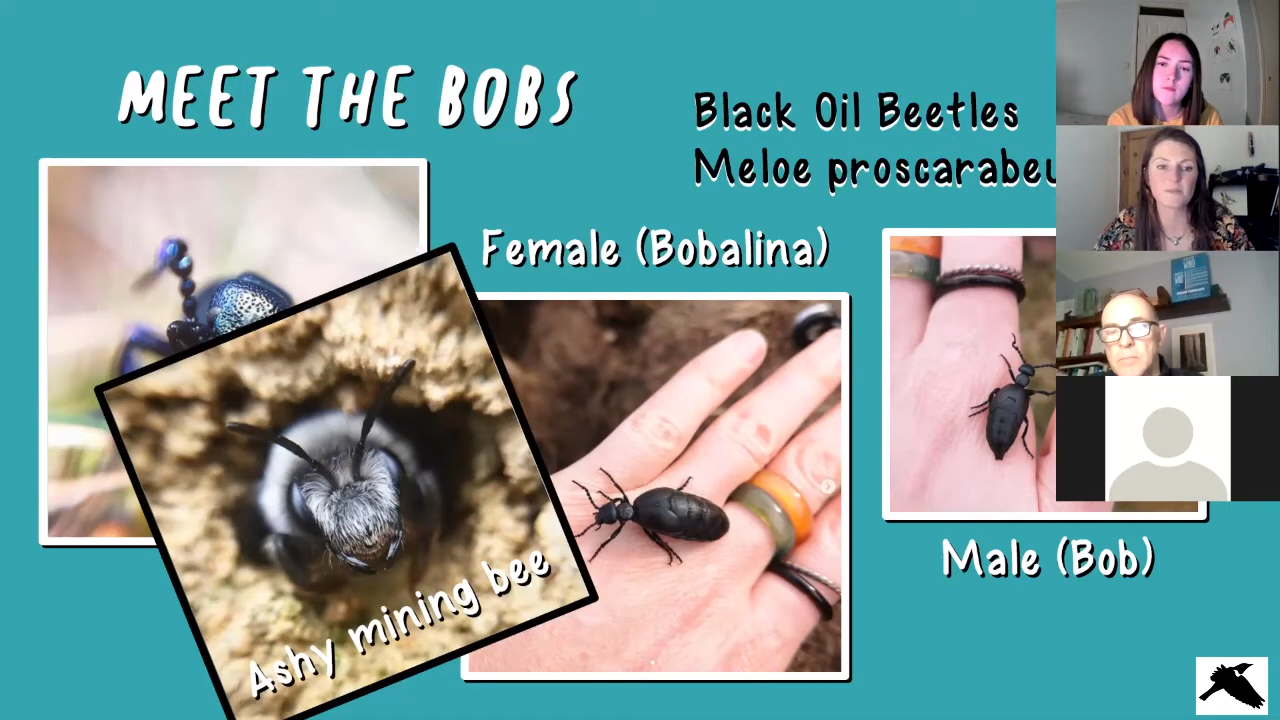 MEET THE BOBS
Black Oil Beetles
Meloe proscarabeu
Female (Bobalina)
Ashy mining bee
Male (Bob)